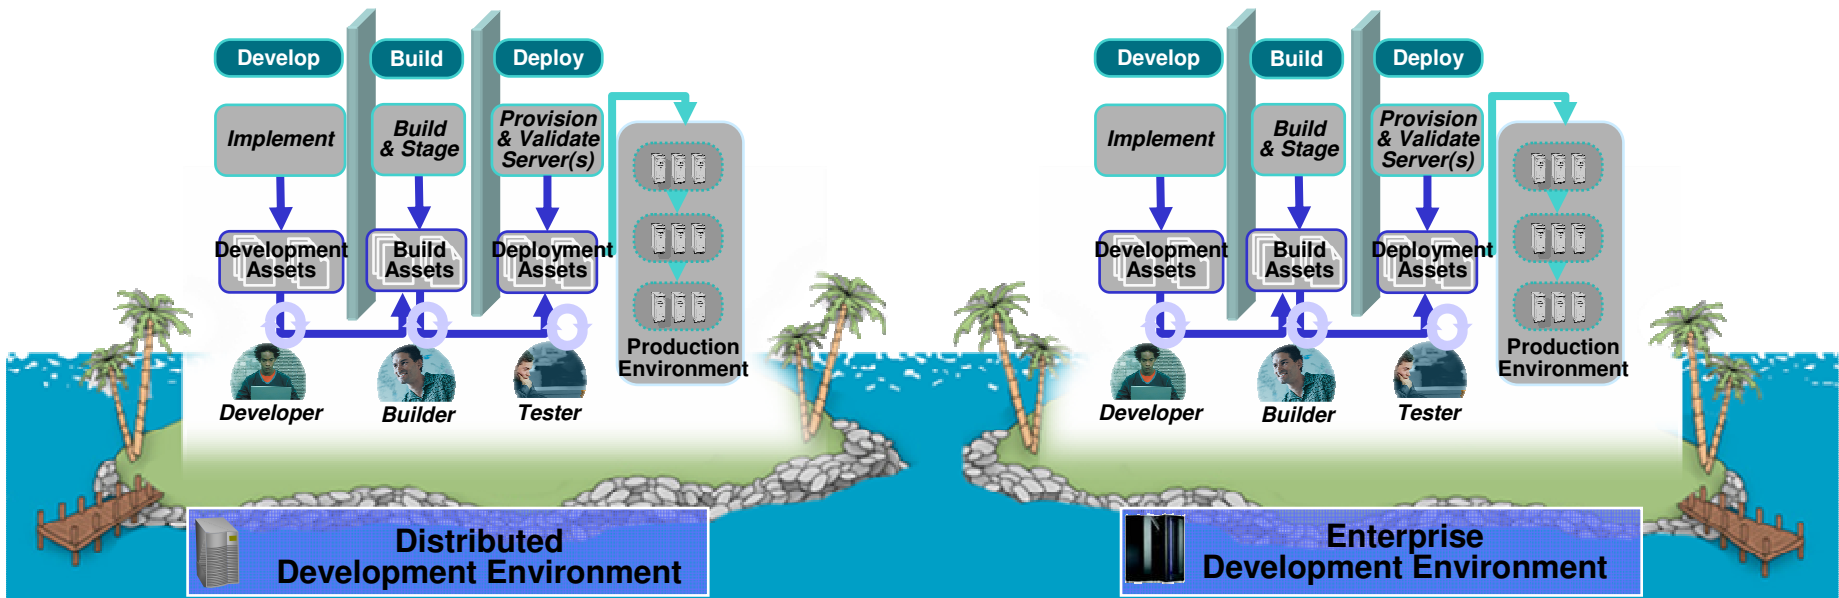 Develop
Build
Deploy
Implement
Build
& Stage
Provision
& Validate
Server(s)
Development
Assets
Build
Assets
Deployment
Assets
Production
Environment
Developer
Builder
Tester
Distributed
Development Environment
Develop
Build
Deploy
Implement
Build
& Stage
Provision
& Validate
Server(s)
Development
Assets
Build
Assets
Deployment
Assets
Production
Environment
Developer
Builder
Tester
Enterprise
Development Environment